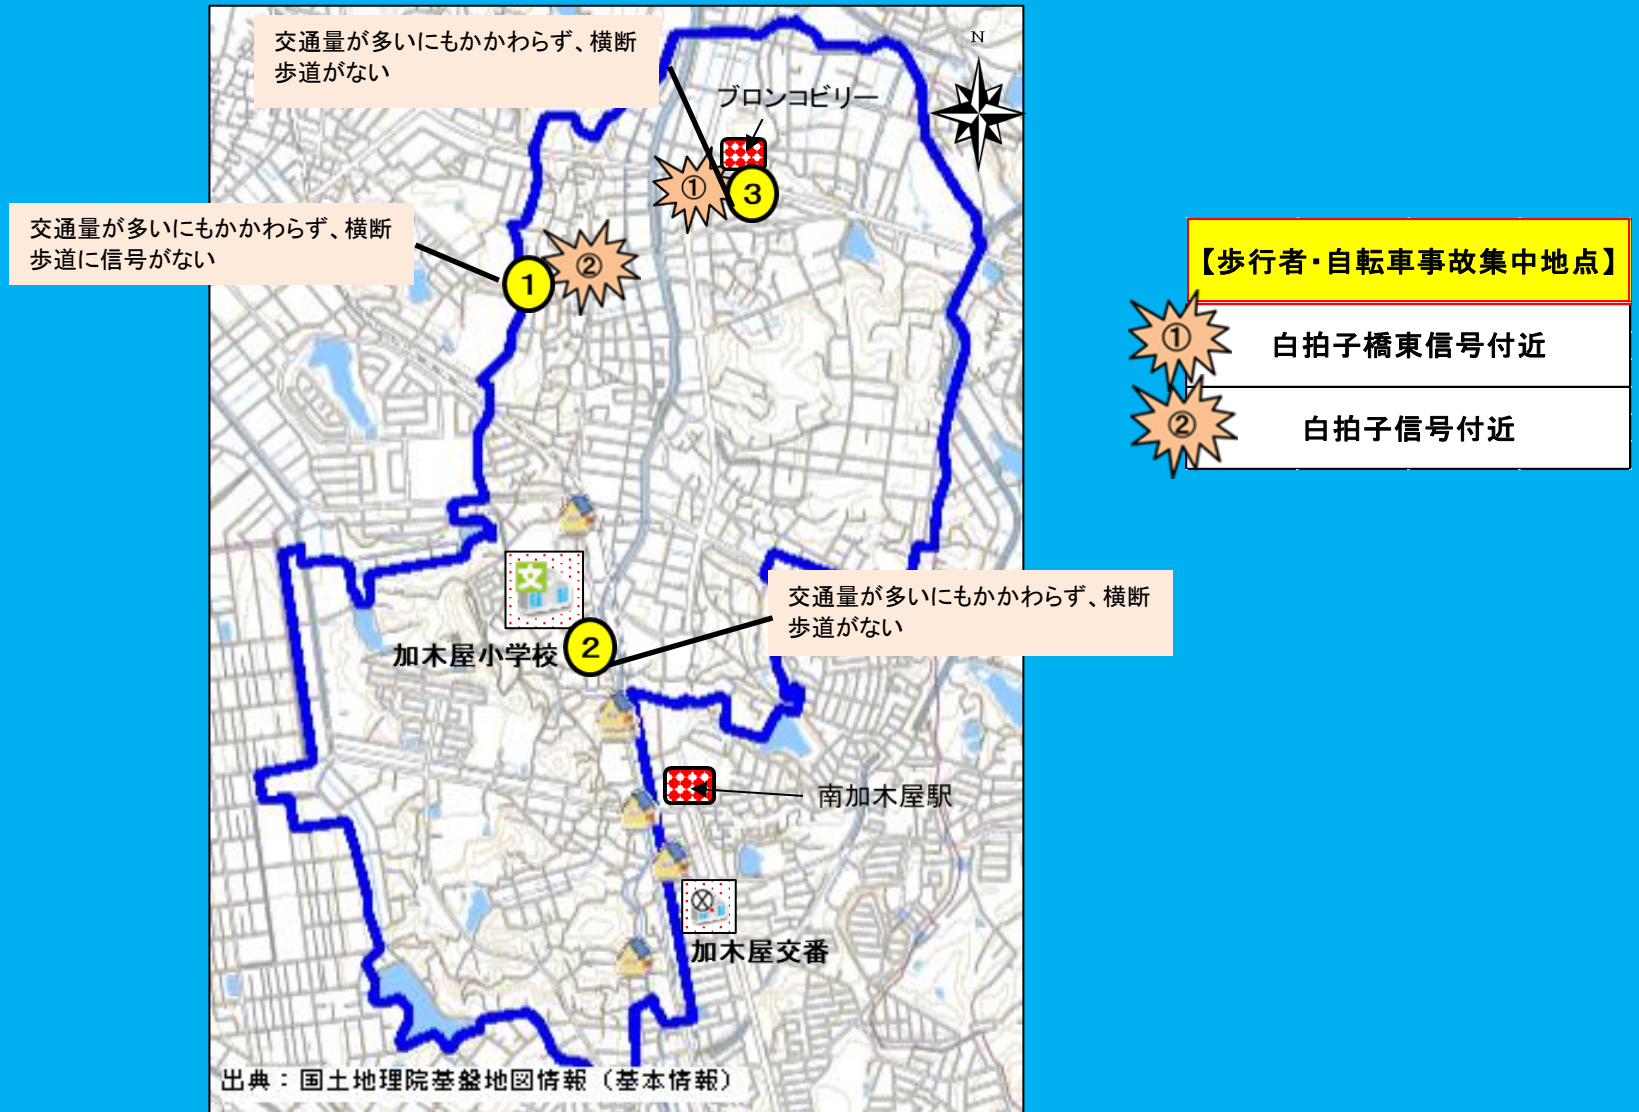 交通量が多いにもかかわらず、横断
歩道がない
N
ブロンコビリー
①
3
交通量が多いにもかかわらず、横断
歩道に信号がない
1
②
【歩行者・自転車事故集中地点】
①
白拍子橋東信号付近
②
白拍子信号付近
文
交通量が多いにもかかわらず、横断
歩道がない
加木屋小学校
2
南加木屋駅
加木屋交番
出典：国土地理院基盤地図情報（基本情報）